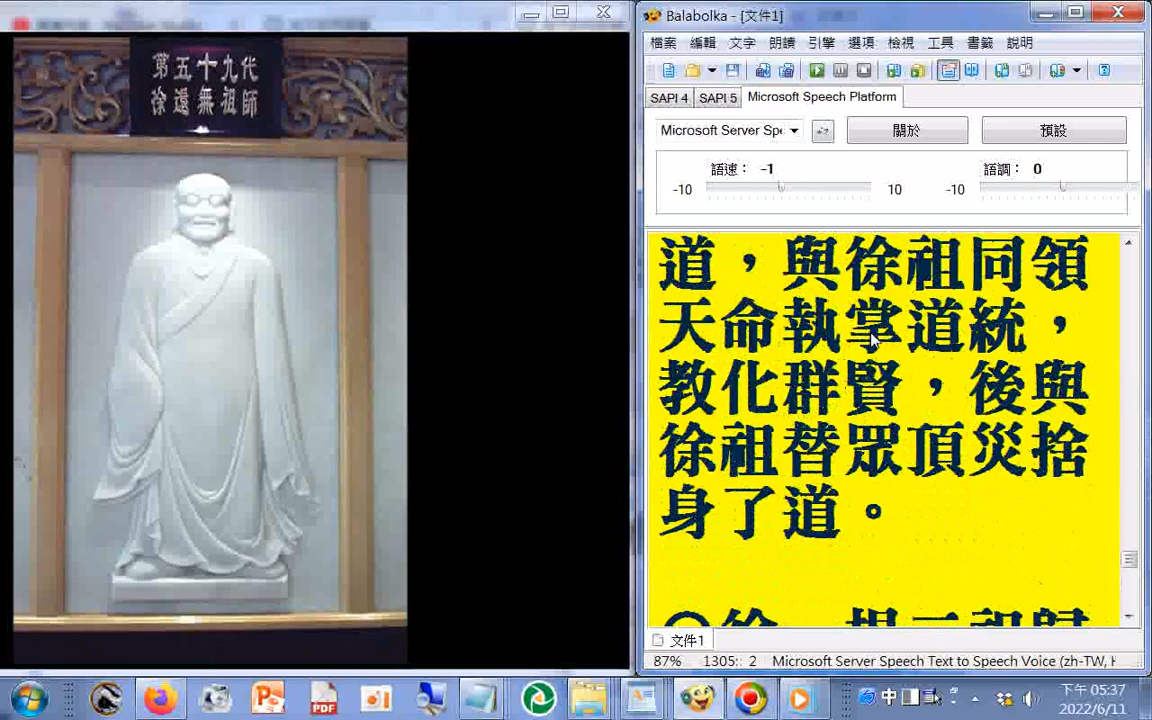 第五十九代
徐還無祖師
Balabolka - [文件1]
檔案 編輯 文字 朗讀 引擎 選項 檢視 工具 書籤 說明
SAPI 4 SAPI 5 Microsoft Speech Platform
Microsoft Server Spe 關於 預設
語速： -1 語調： 0
-10 10 -10
道，與徐祖同領
天命執掌道統，
教化群賢，後與
徐祖替眾頂災捨
身了道。
文件1
87% 1305: 2 Microsoft Server Speech Text to Speech Voice (zh-TW, H
中
下午 05:37
2022/6/11